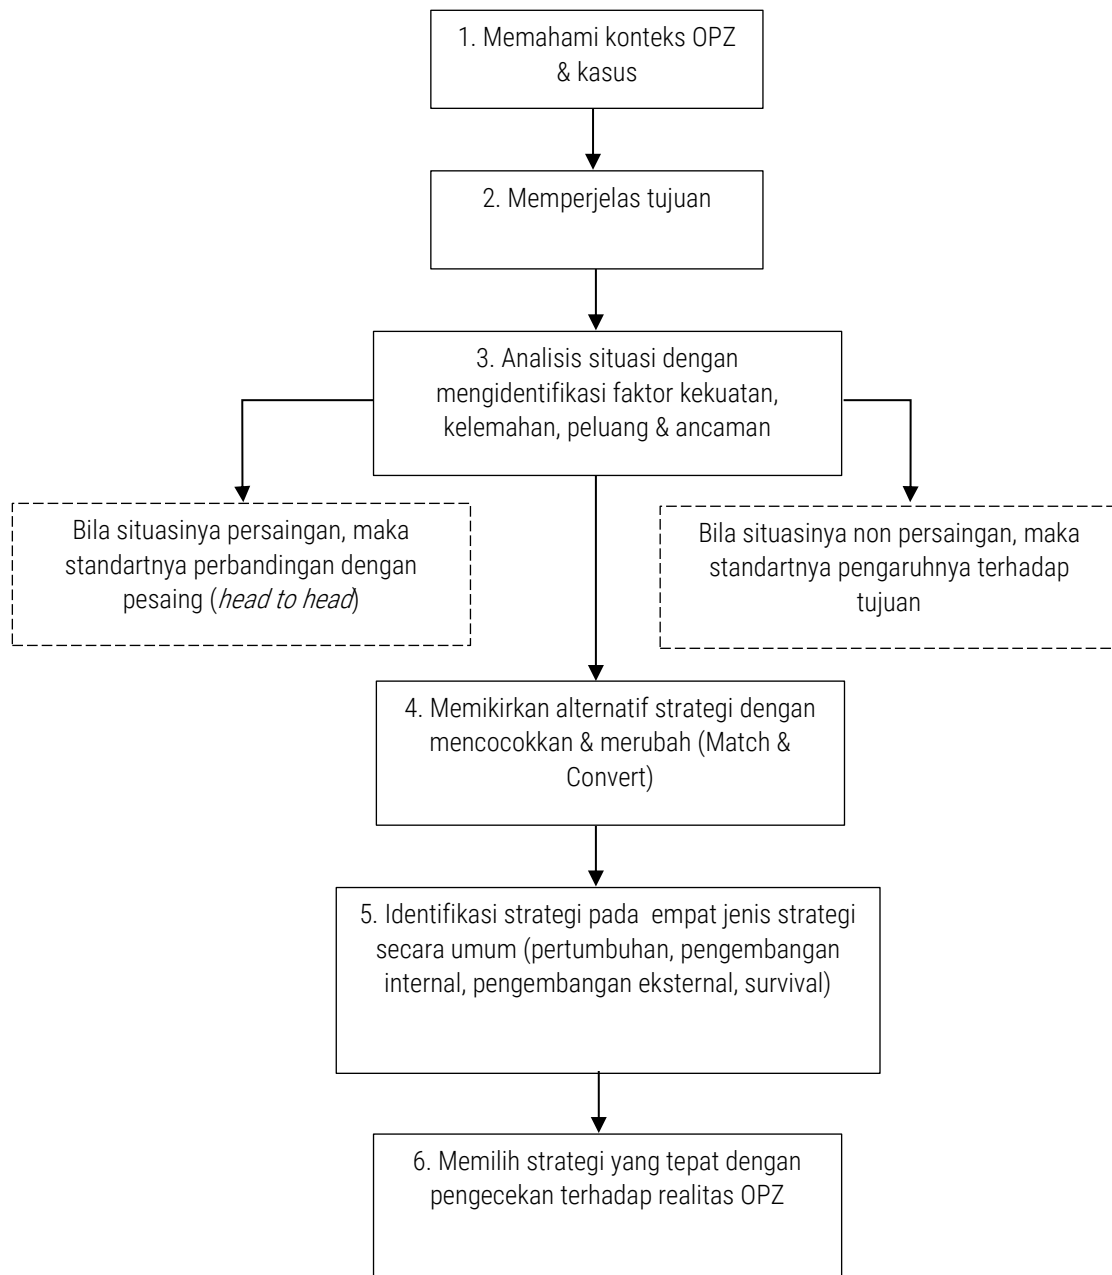 1. Memahami konteks OPZ
& kasus
2. Memperjelas tujuan
3. Analisis situasi dengan
mengidentifikasi faktor kekuatan,
kelemahan, peluang & ancaman
Bila situasinya persaingan, maka
standartnya perbandingan dengan
pesaing (head to head)
Bila situasinya non persaingan, maka
standartnya pengaruhnya terhadap
tujuan
4. Memikirkan alternatif strategi dengan
mencocokkan & merubah (Match &
Convert)
5. Identifikasi strategi pada empat jenis strategi
secara umum (pertumbuhan, pengembangan
internal, pengembangan eksternal, survival)
6. Memilih strategi yang tepat dengan
pengecekan terhadap realitas OPZ